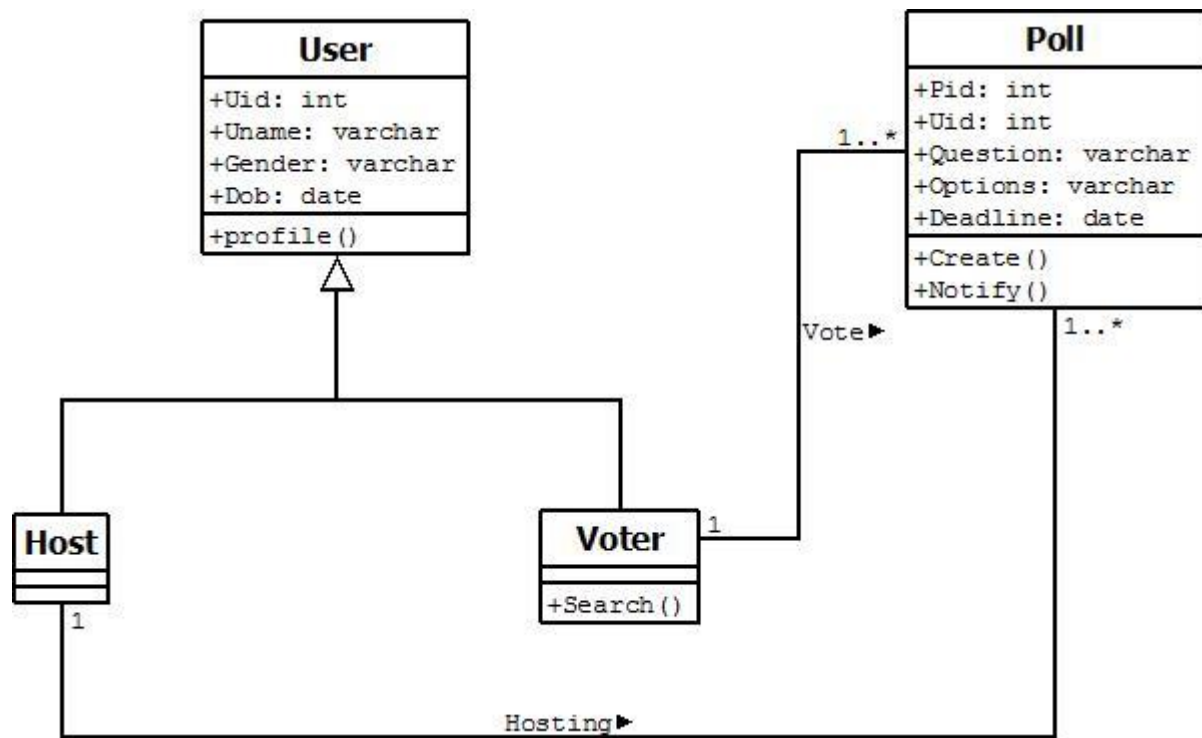 User
+Uid: int
+Uname: varchar
+Gender: varchar
+Dob: date
+profile()
Poll
+Pid: int
+Uid: int
+Question: varchar
+Options: varchar
+Deadline: date
+Create()
+Notify()
1..*
1..*
Vote►
Host
1
Voter
+Search()
1
Hosting►